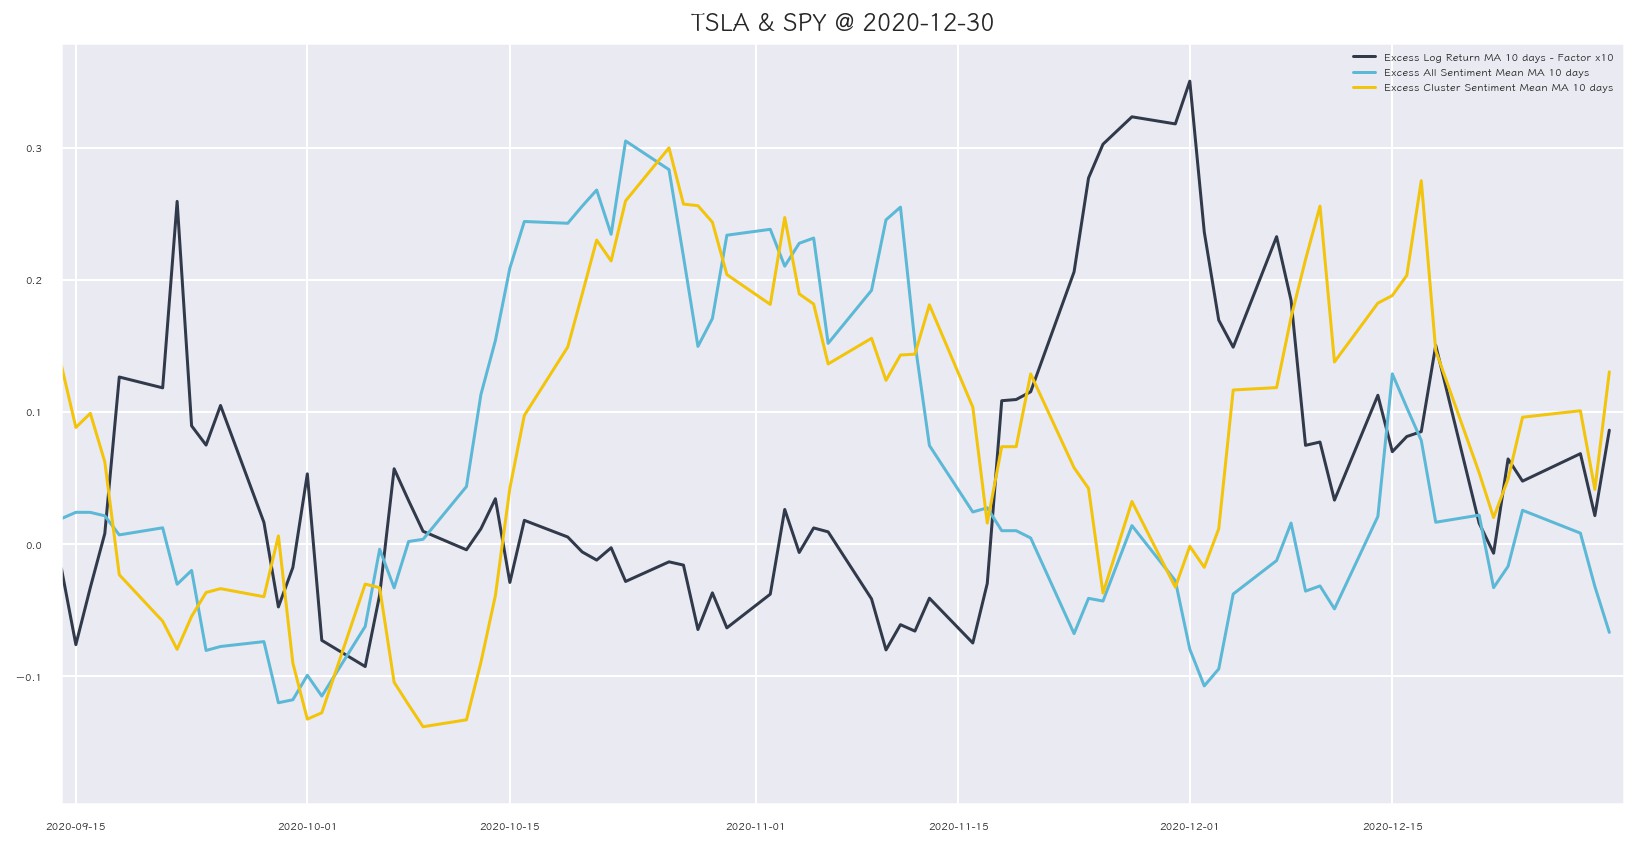 TSLA & SPY @ 2020-12-30
Excess Log Return MA 10 days - Factor x10
Excess All Sentiment Mean MA 10 days
Excess Cluster Sentiment Mean MA 10 days
0.3
0.2
0.1
0.0
−0.1
2020-09-15 2020-10-01 2020-10-15 2020-11-01 2020-11-15 2020-12-01 2020-12-15